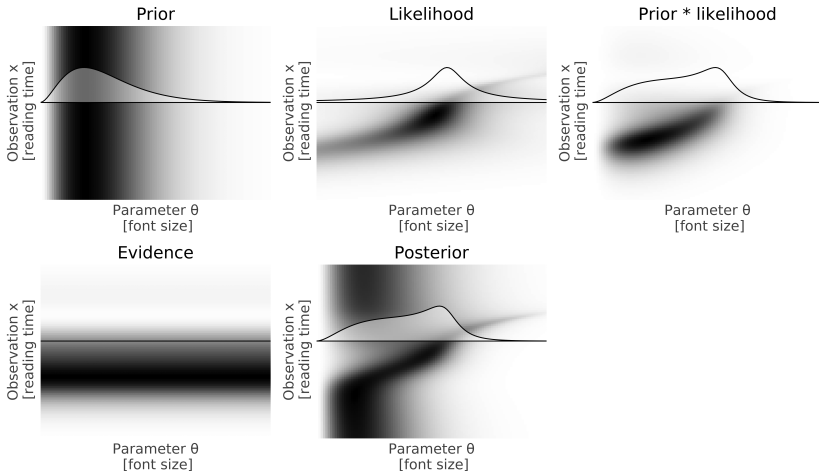 Prior
Likelihood
Prior * likelihood
Observation x
[reading time]
Observation x
[reading time]
Observation x
[reading time]
Parameter θ
[font size]
Parameter θ
[font size]
Parameter θ
[font size]
Evidence
Posterior
Observation x
[reading time]
Observation x
[reading time]
Parameter θ
[font size]
Parameter θ
[font size]